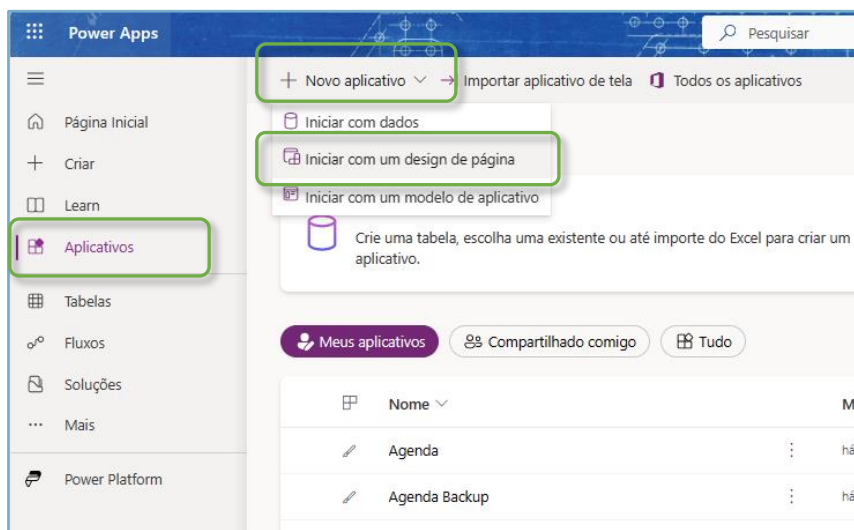 Power Apps
Pesquisar
Novo aplicativo
Importar aplicativo de tela
Todos os aplicativos
Página Inicial
Criar
Learn
Aplicativos
Tabelas
Fluxos
Soluções
Mais
Power Platform
Iniciar com dados
Iniciar com um design de página
Iniciar com um modelo de aplicativo
Crie uma tabela, escolha uma existente ou até importe do Excel para criar um
aplicativo.
Meus aplicativos
Compartilhado comigo
Tudo
Nome
M
Agenda
há
Agenda Backup
há